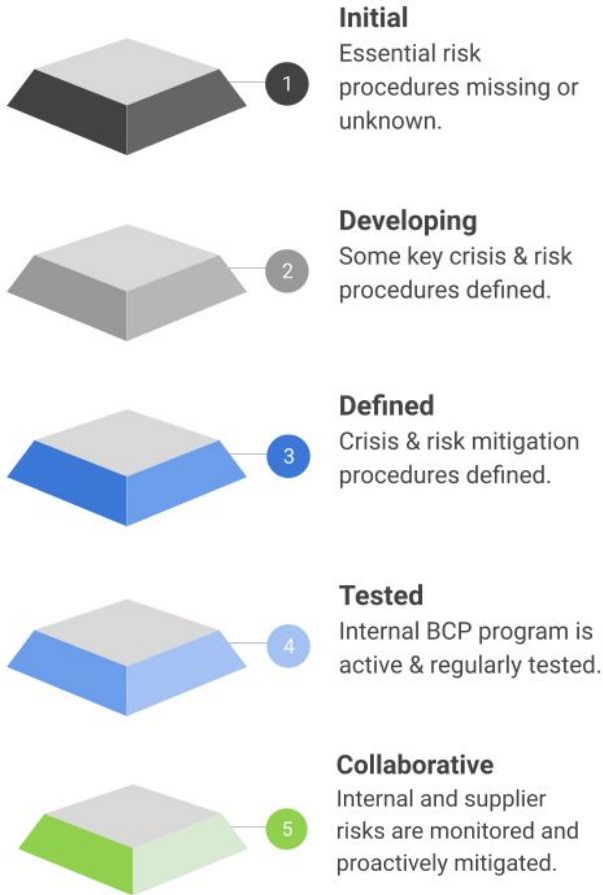 Initial
Essential risk
1
procedures missing or
unknown.
Developing
Some key crisis & risk
2
procedures defined.
Defined
Crisis & risk mitigation
3
procedures defined.
Tested
Internal BCP program is
4
active & regularly tested.
Collaborative
Internal and supplier
5
risks are monitored and
proactively mitigated.